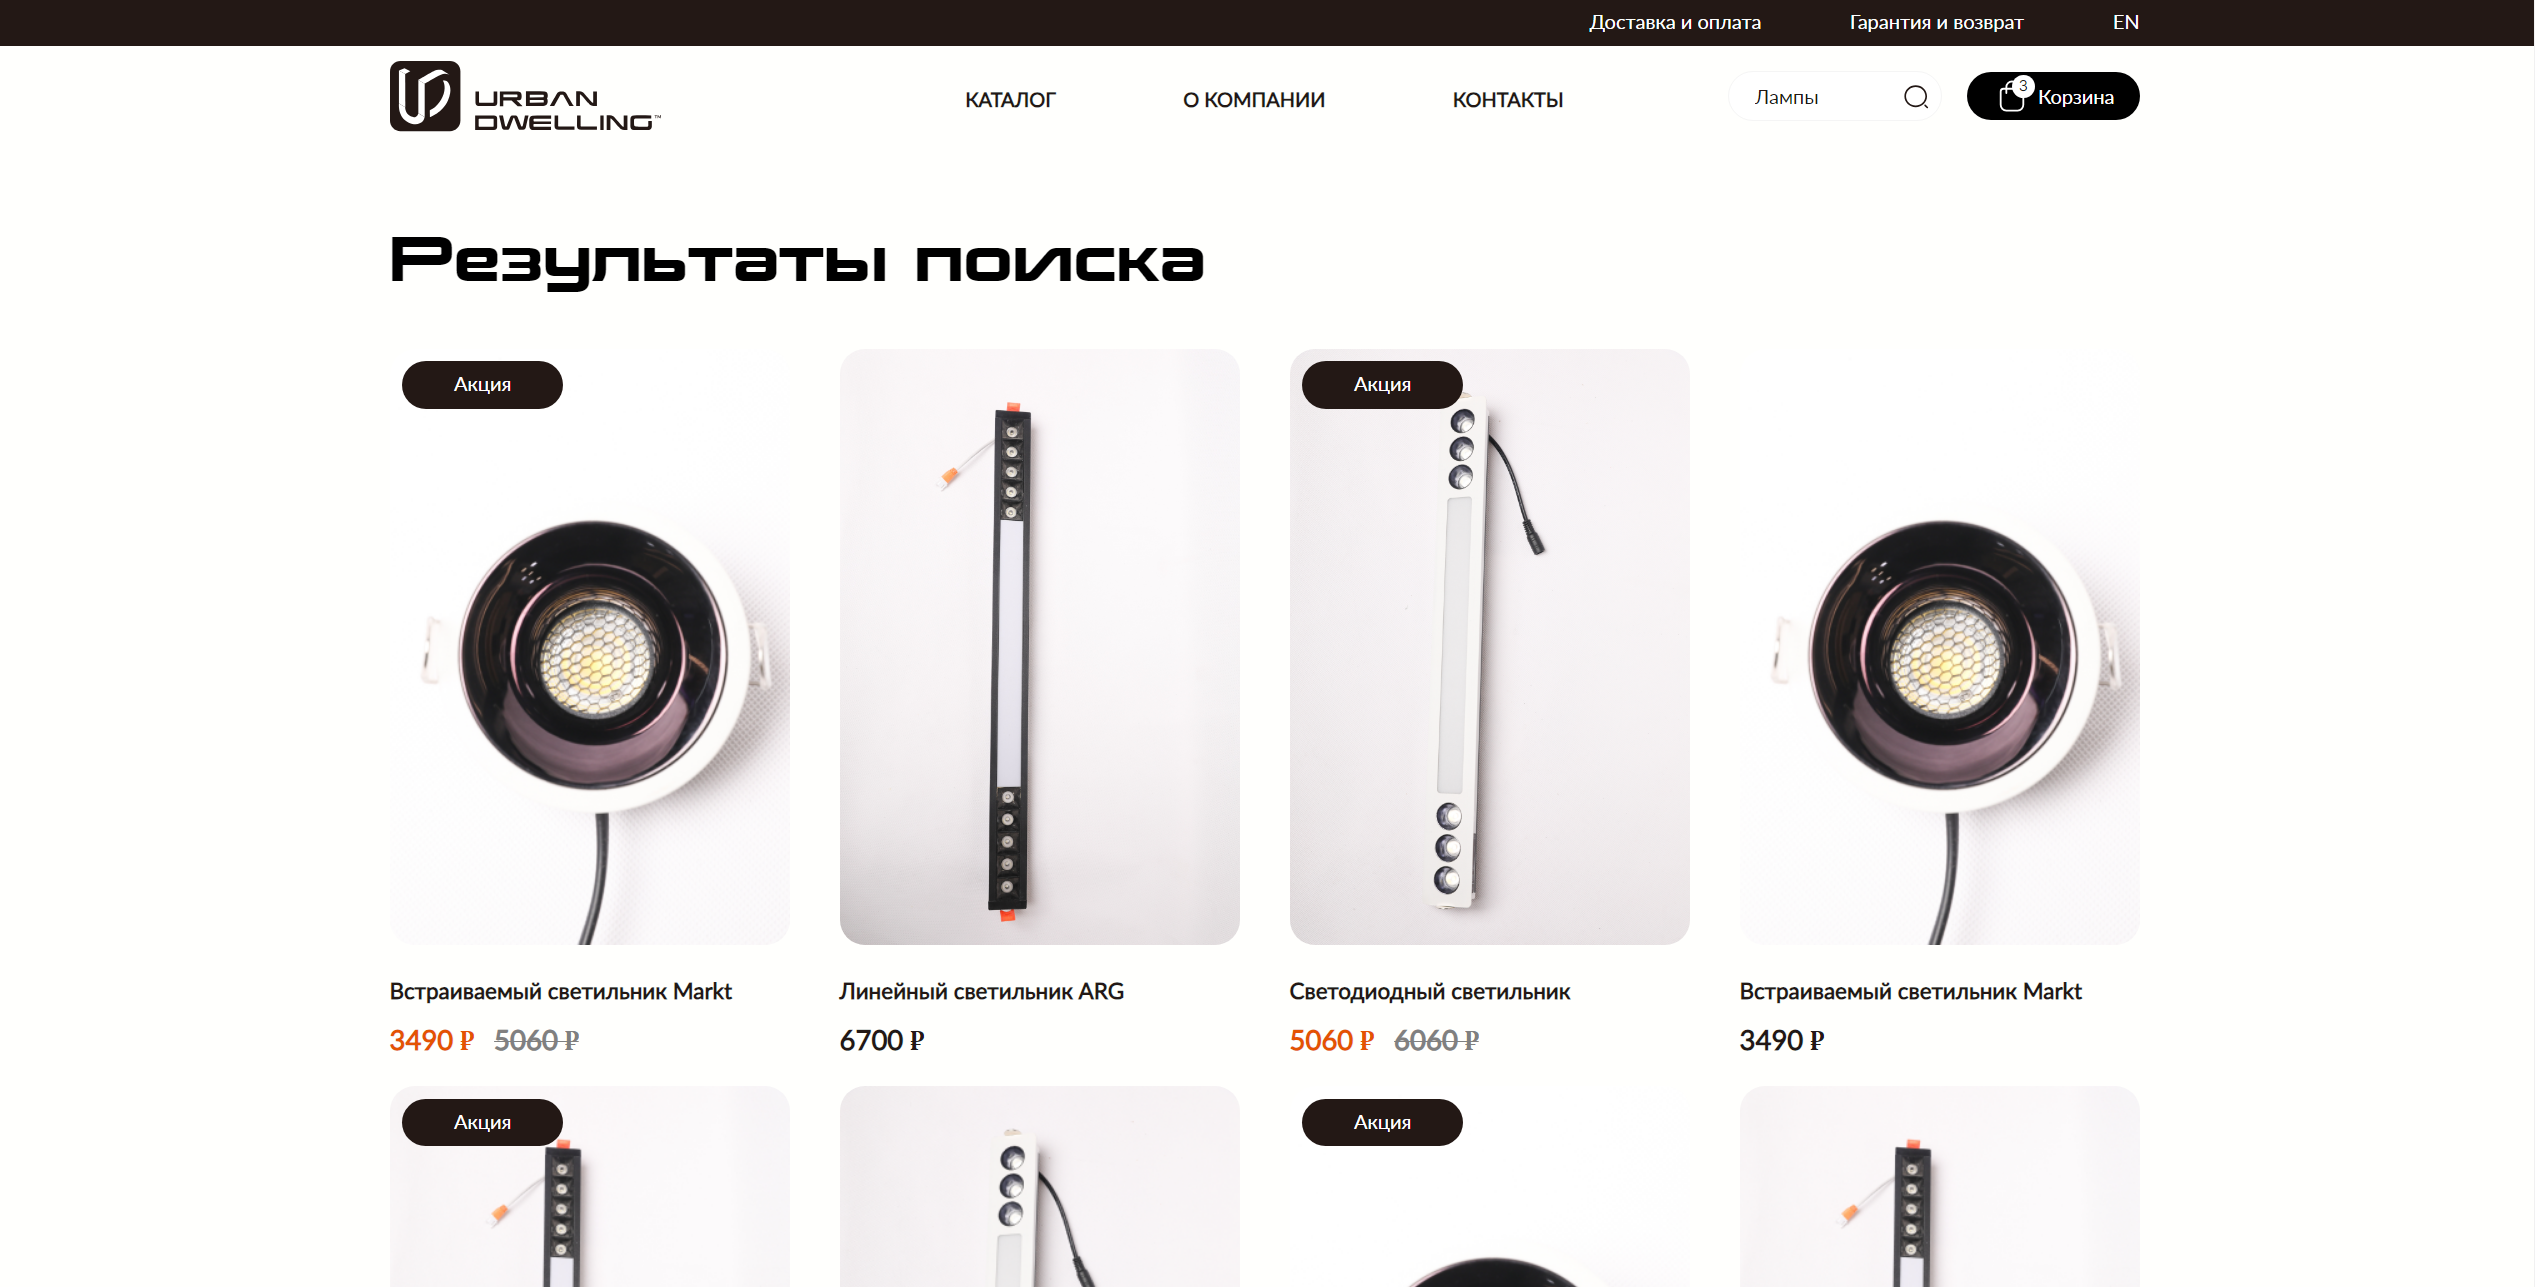 Доставка и оплата Гарантия и возврат EN
URBAN DWELLING™ КАТАЛОГ О КОМПАНИИ КОНТАКТЫ Лампы 3 Корзина
Результаты поиска
Акция Акция
Встраиваемый светильник Markt Линейный светильник ARG Светодиодный светильник Встраиваемый светильник Markt
3490 ₽ 5060 ₽ 6700 ₽ 5060 ₽ 6060 ₽ 3490 ₽
Акция Акция